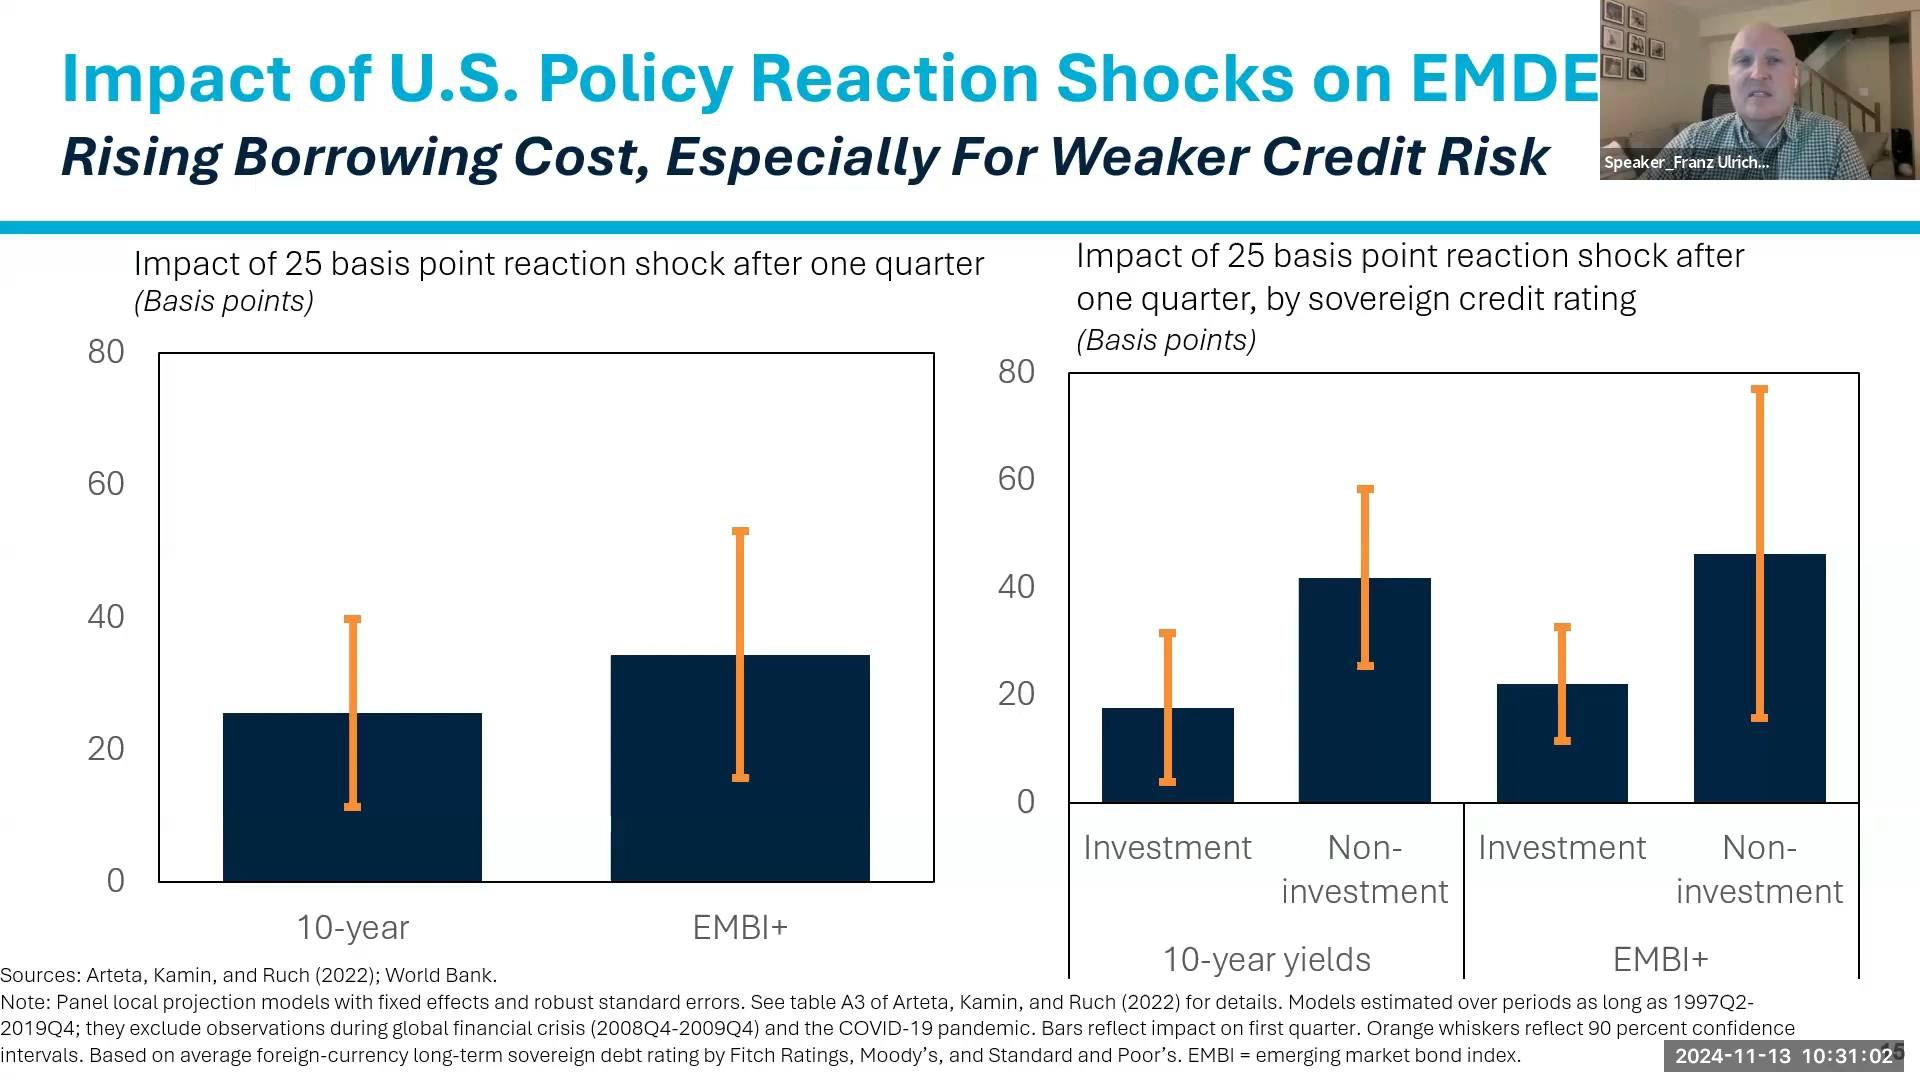 Impact of U.S. Policy Reaction Shocks on EMDE
Rising Borrowing Cost, Especially For Weaker Credit Risk
Speaker_Franz Ulrich...
Impact of 25 basis point reaction shock after one quarter
(Basis points)
80
60
40
20
0
10-year
EMBI+
Impact of 25 basis point reaction shock after
one quarter, by sovereign credit rating
(Basis points)
80
60
40
20
0
Investment
Non-
investment
Investment
Non-
investment
10-year yields
EMBI+
Sources: Arteta, Kamin, and Ruch (2022); World Bank.
Note: Panel local projection models with fixed effects and robust standard errors. See table A3 of Arteta, Kamin, and Ruch (2022) for details. Models estimated over periods as long as 1997Q2-
2019Q4; they exclude observations during global financial crisis (2008Q4-2009Q4) and the COVID-19 pandemic. Bars reflect impact on first quarter. Orange whiskers reflect 90 percent confidence
intervals. Based on average foreign-currency long-term sovereign debt rating by Fitch Ratings, Moody's, and Standard and Poor's. EMBI = emerging market bond index.
2024-11-13 10:31:02
15